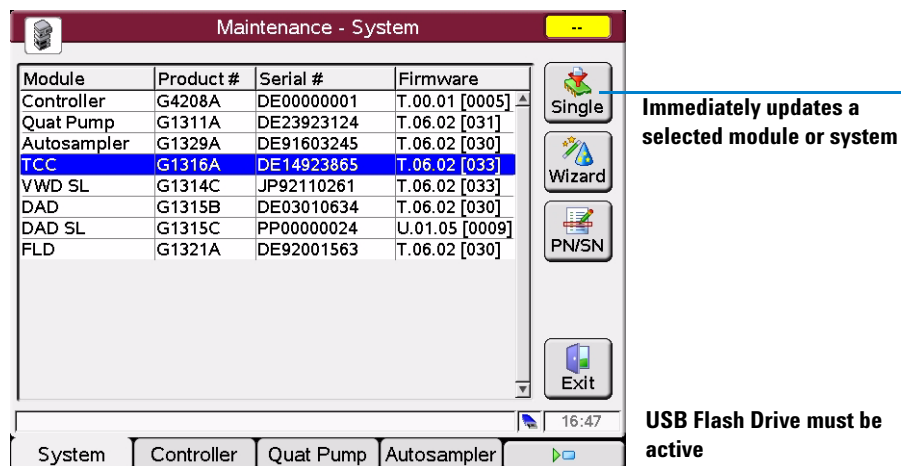 Maintenance - System
--
Module Product # Serial # Firmware
Controller G4208A DE00000001 T.00.01 [0005]
Quat Pump G1311A DE23923124 T.06.02 [031]
Autosampler G1329A DE91603245 T.06.02 [030]
TCC G1316A DE14923865 T.06.02 [033]
VWD SL G1314C JP92110261 T.06.02 [033]
DAD G1315B DE03010634 T.06.02 [030]
DAD SL G1315C PP00000024 U.01.05 [0009]
FLD G1321A DE92001563 T.06.02 [030]
Single
Wizard
PN/SN
Exit
16:47
System Controller Quat Pump Autosampler
Immediately updates a
selected module or system
USB Flash Drive must be
active